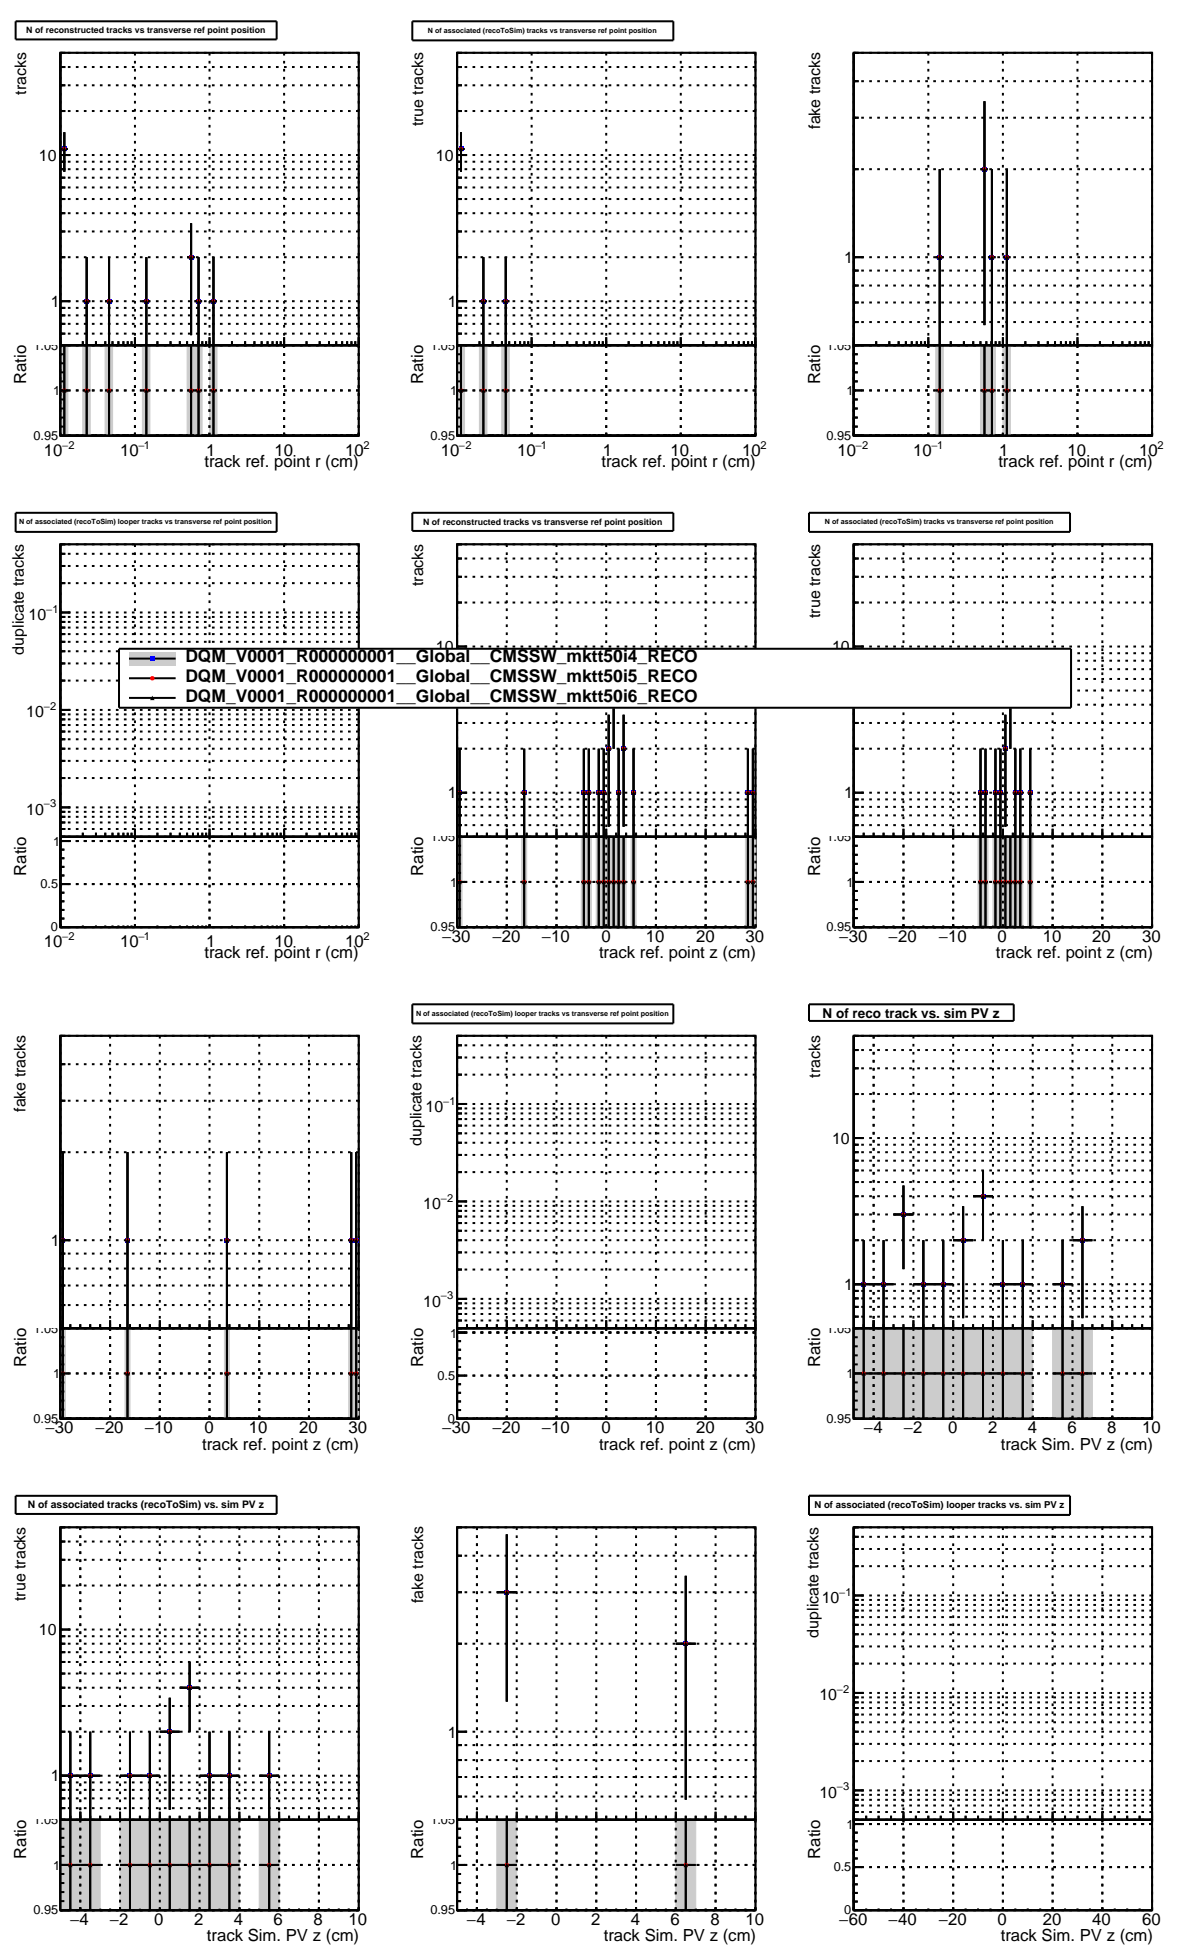 N of reconstructed tracks vs transverse ref point position
tracks
10
1
1.05
Ratio
1
0.95
10−2 10−1 1 10 102
track ref. point r (cm)
N of associated (recoToSim) tracks vs transverse ref point position
true tracks
10
1
1.05
Ratio
1
0.95
10−2 10−1 1 10 102
track ref. point r (cm)
fake tracks
1
1.05
Ratio
1
0.95
10−2 10−1 1 10 102
track ref. point r (cm)
N of associated (recoToSim) looper tracks vs transverse ref point position
duplicate tracks
10−1
10−2
10−3
Ratio
1
0.5
0
10−2 10−1 1 10 102
track ref. point r (cm)
N of reconstructed tracks vs transverse ref point position
tracks
10
1
1.05
Ratio
1
0.95
−30 −20 −10 0 10 20 30
track ref. point z (cm)
N of associated (recoToSim) tracks vs transverse ref point position
true tracks
10
1
1.05
Ratio
1
0.95
−30 −20 −10 0 10 20 30
track ref. point z (cm)
DQM_V0001_R000000001__Global__CMSSW_mktt50i4_RECO
DQM_V0001_R000000001__Global__CMSSW_mktt50i5_RECO
DQM_V0001_R000000001__Global__CMSSW_mktt50i6_RECO
fake tracks
1
1.05
Ratio
1
0.95
−30 −20 −10 0 10 20 30
track ref. point z (cm)
N of associated (recoToSim) looper tracks vs transverse ref point position
duplicate tracks
10−1
10−2
10−3
Ratio
1
0.5
0
−30 −20 −10 0 10 20 30
track ref. point z (cm)
N of reco track vs. sim PV z
tracks
10
1
1.05
Ratio
1
0.95
−4 −2 0 2 4 6 8 10
track Sim. PV z (cm)
N of associated tracks (recoToSim) vs. sim PV z
true tracks
10
1
1.05
Ratio
1
0.95
−4 −2 0 2 4 6 8 10
track Sim. PV z (cm)
fake tracks
1
1.05
Ratio
1
0.95
−4 −2 0 2 4 6 8 10
track Sim. PV z (cm)
N of associated (recoToSim) looper tracks vs. sim PV z
duplicate tracks
10−1
10−2
10−3
Ratio
1
0.5
0
−60 −40 −20 0 20 40 60
track Sim. PV z (cm)